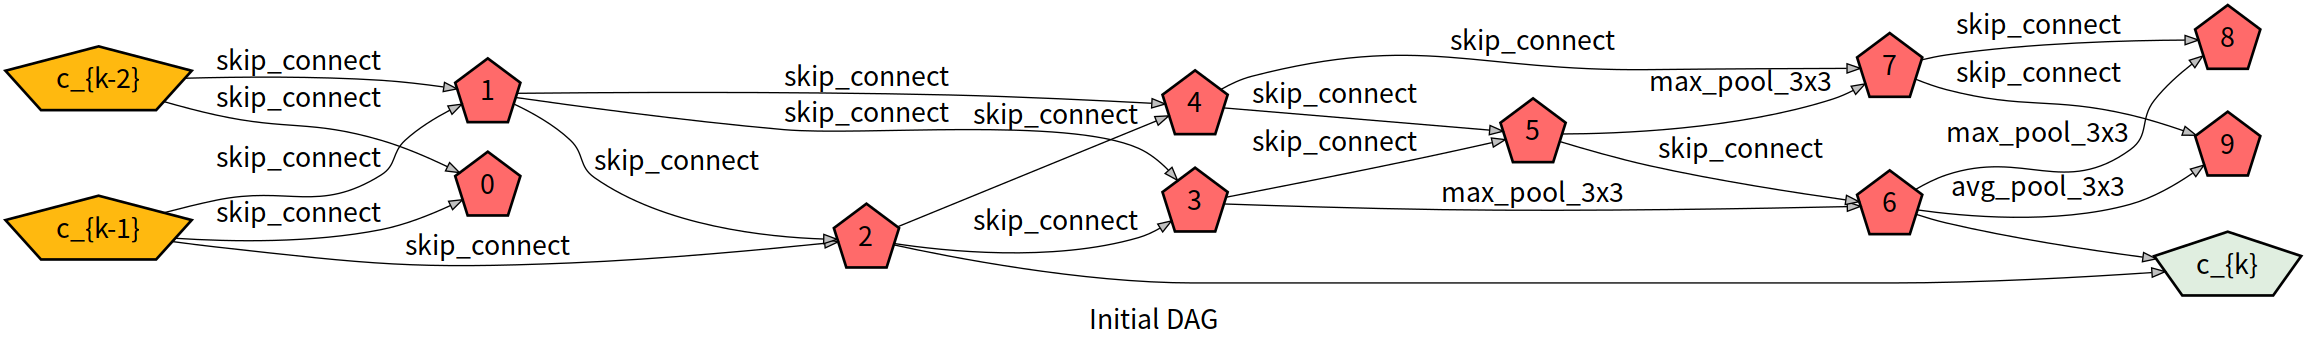 c_{k-2}
skip_connect
skip_connect
skip_connect
skip_connect
c_{k-1}
skip_connect
1
0
skip_connect
2
skip_connect
skip_connect
skip_connect
skip_connect
4
3
skip_connect
skip_connect
5
skip_connect
max_pool_3x3
skip_connect
max_pool_3x3
7
6
skip_connect
skip_connect
max_pool_3x3
avg_pool_3x3
8
9
c_{k}
Initial DAG